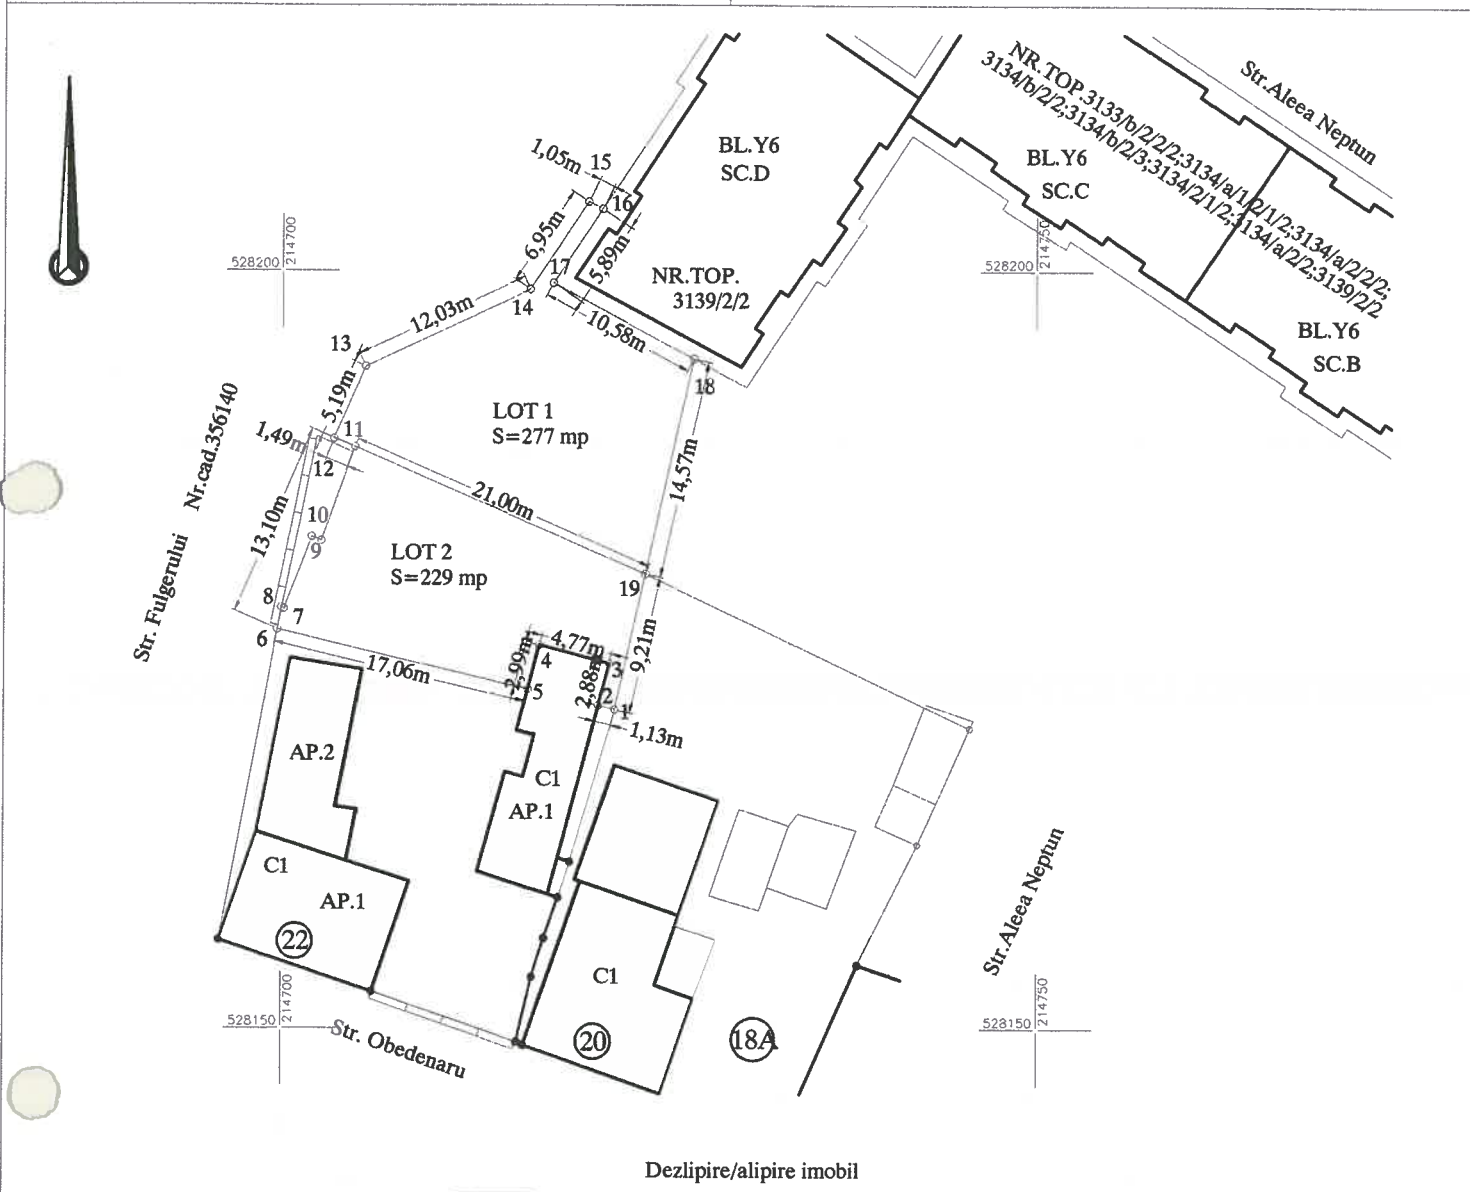 Str.Aleea Neptun
NR.TOP.3133/b/2/2/2;3134/a/1/2/1/2;3134/a/2/2/2;
3134/b/2/2;3134/b/2/3;3134/2/1/2;3134/a/2/2;3139/2/2
BL.Y6
SC.D
BL.Y6
SC.C
BL.Y6
SC.B
NR.TOP.
3139/2/2
1,05m
15
16
6,95m
17
5,89m
14
12,03m
10,58m
13
18
5,19m
528200
214700
528200
214750
LOT 1
S=277 mp
1,49m
11
12
14,57m
21,00m
Str. Fulgerului Nr.cad.356140
13,10m
10
9
LOT 2
S=229 mp
19
8
7
6
9,21m
4,77m
2,99m
4
3
2,88m
5
2
1
17,06m
1,13m
AP.2
C1
AP.1
C1
AP.1
22
C1
20
18A
Str.Aleea Neptun
528150
214700
528150
214750
Str. Obedenaru
Dezlipire/alipire imobil